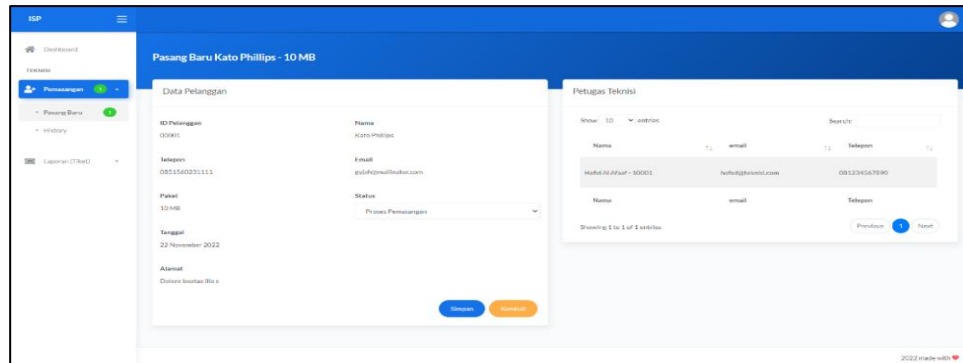 ISP
Dashboard
TEKNISI
Pemasangan 1
Pasang Baru 1
History
Laporan (Tiket)
Pasang Baru Kato Phillips - 10 MB
Data Pelanggan
ID Pelanggan
00001
Nama
Kato Phillips
Telepon
0851560231111
Email
Paket
10 MB
Status
Proses Pemasangan
Tanggal
22 November 2022
Alamat
Simpan
Kembali
Petugas Teknisi
Show 10 entries
Search:
Nama email Telepon
081234567890
Nama email Telepon
Showing 1 to 1 of 1 entries
Previous 1 Next
2022 made with